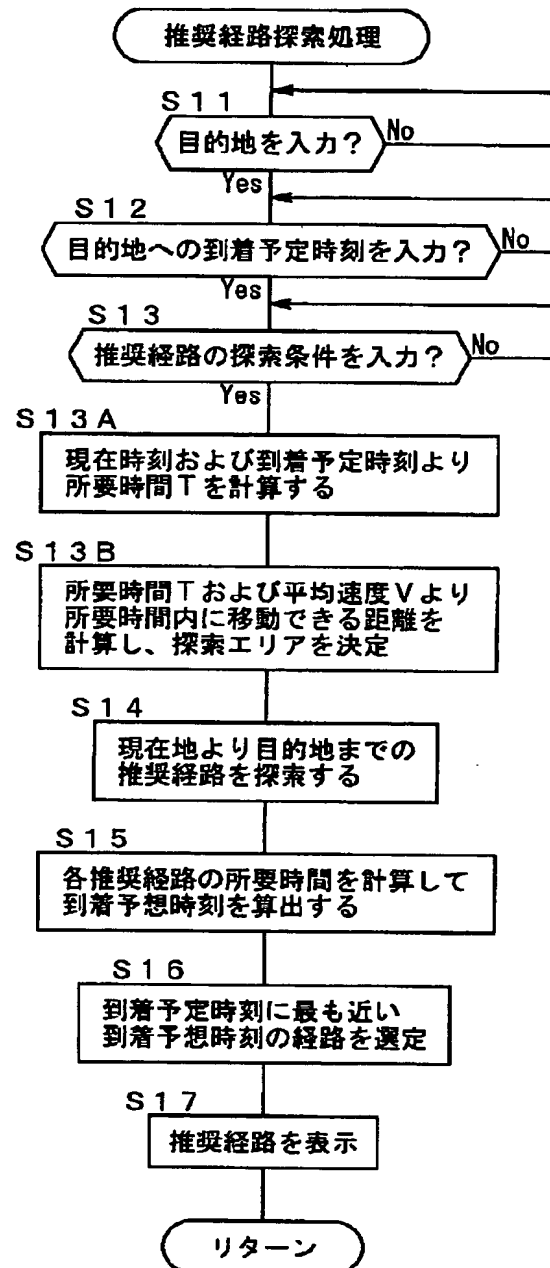 推奨経路探索処理
S11
目的地を入力？
No
Yes
S12
目的地への到着予定時刻を入力？
No
Yes
S13
推奨経路の探索条件を入力？
No
Yes
S13A
現在時刻および到着予定時刻より
所要時間Tを計算する
S13B
所要時間Tおよび平均速度Vより
所要時間内に移動できる距離を
計算し、探索エリアを決定
S14
現在地より目的地までの
推奨経路を探索する
S15
各推奨経路の所要時間を計算して
到着予想時刻を算出する
S16
到着予定時刻に最も近い
到着予想時刻の経路を選定
S17
推奨経路を表示
リターン